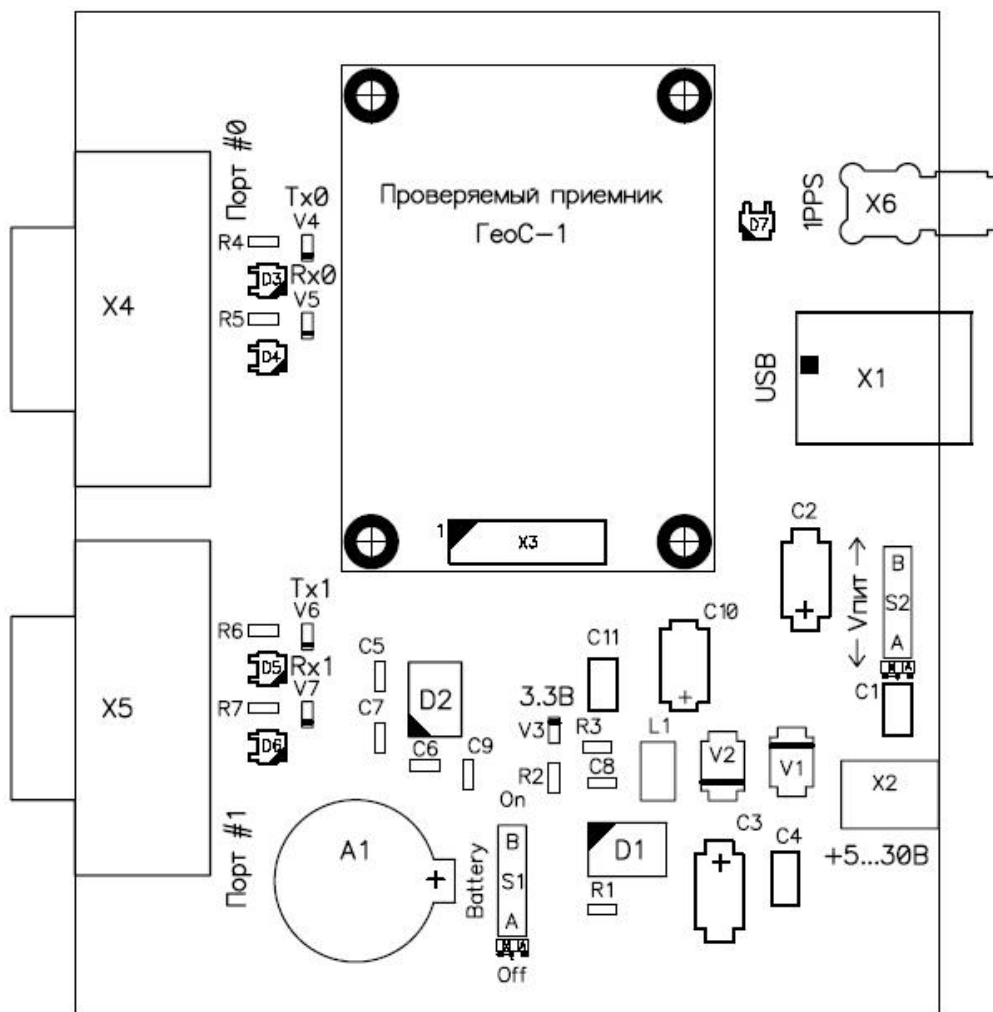 Порт #0
Tx0
V4
R4
D3
Rx0
V5
R5
D4
X4
Проверяемый приемник
ГеоС-1
D7
1PPS
X6
USB
X1
1
X3
C2
Vпит
B
S2
A
C1
Tx1
V6
R6
D5
Rx1
V7
R7
D6
X5
Порт #1
C5
C7
D2
C6
C9
C11
C10
3.3В
V3
R3
L1
R2
C8
V2
V1
X2
+5...30В
A1
+
Battery
On
B
S1
A
Off
D1
R1
C3
+
C4